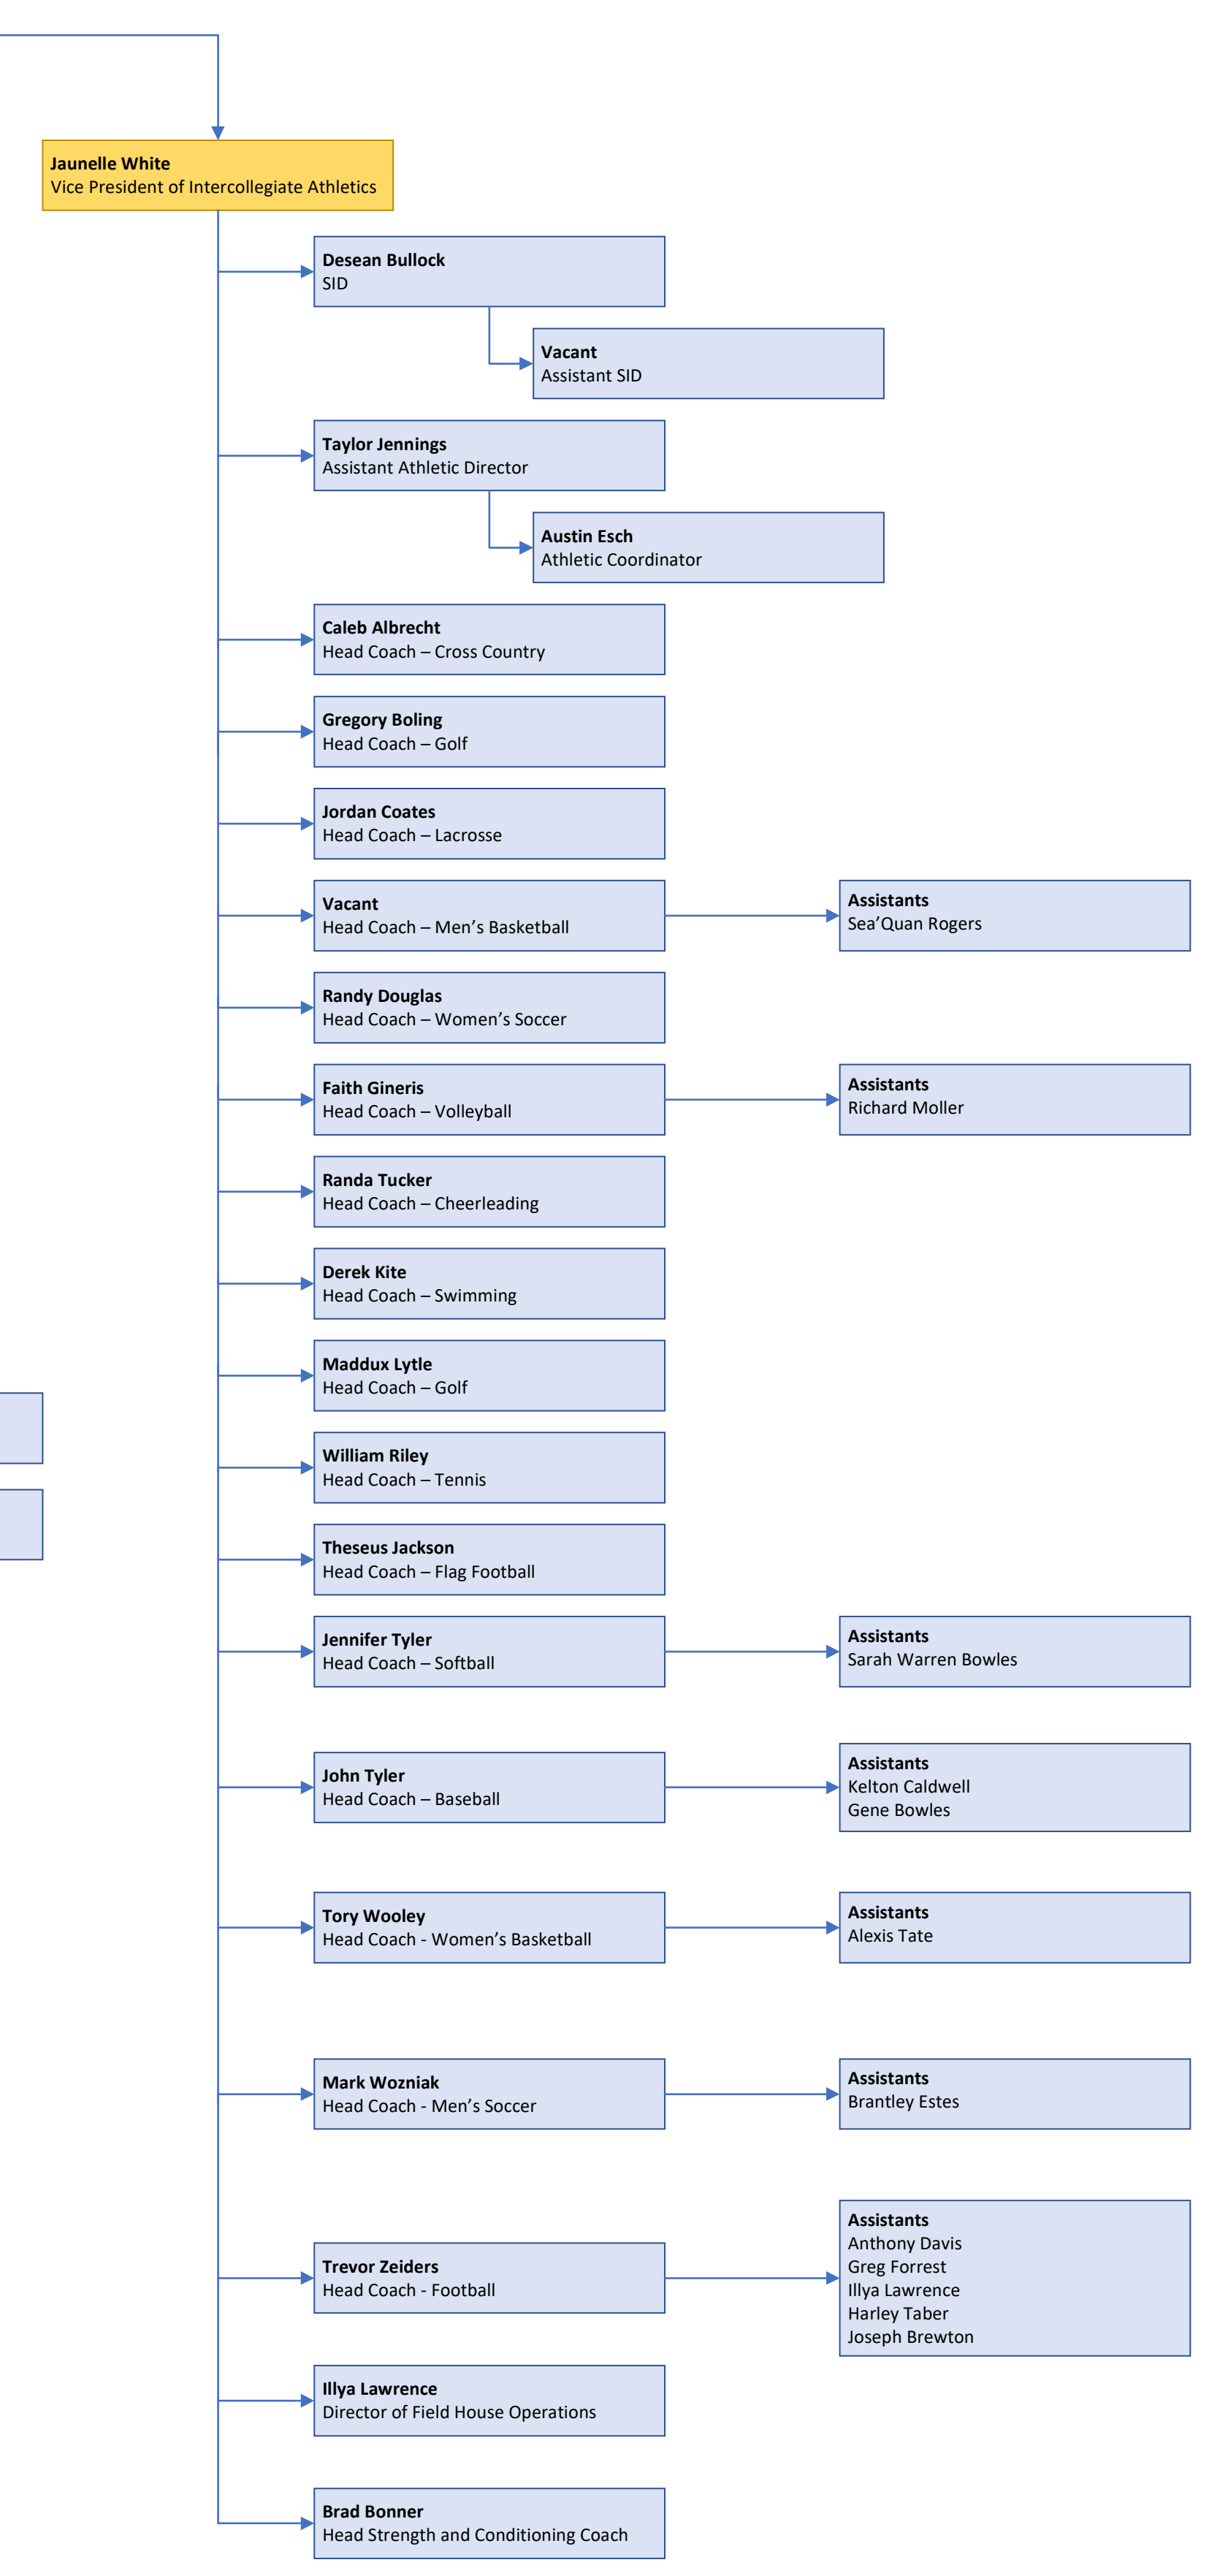 Jaunelle White
Vice President of Intercollegiate Athletics
Desean Bullock
SID
Vacant
Assistant SID
Taylor Jennings
Assistant Athletic Director
Austin Esch
Athletic Coordinator
Caleb Albrecht
Head Coach – Cross Country
Gregory Boling
Head Coach – Golf
Jordan Coates
Head Coach – Lacrosse
Vacant
Head Coach – Men’s Basketball
Assistants
Sea’Quan Rogers
Randy Douglas
Head Coach – Women’s Soccer
Faith Gineris
Head Coach – Volleyball
Assistants
Richard Moller
Randa Tucker
Head Coach – Cheerleading
Derek Kite
Head Coach – Swimming
Maddux Lytle
Head Coach – Golf
William Riley
Head Coach – Tennis
Theseus Jackson
Head Coach – Flag Football
Jennifer Tyler
Head Coach – Softball
Assistants
Sarah Warren Bowles
John Tyler
Head Coach – Baseball
Assistants
Kelton Caldwell
Gene Bowles
Tory Wooley
Head Coach - Women’s Basketball
Assistants
Alexis Tate
Mark Wozniak
Head Coach - Men’s Soccer
Assistants
Brantley Estes
Trevor Zeiders
Head Coach - Football
Assistants
Anthony Davis
Greg Forrest
Illya Lawrence
Harley Taber
Joseph Brewton
Illya Lawrence
Director of Field House Operations
Brad Bonner
Head Strength and Conditioning Coach